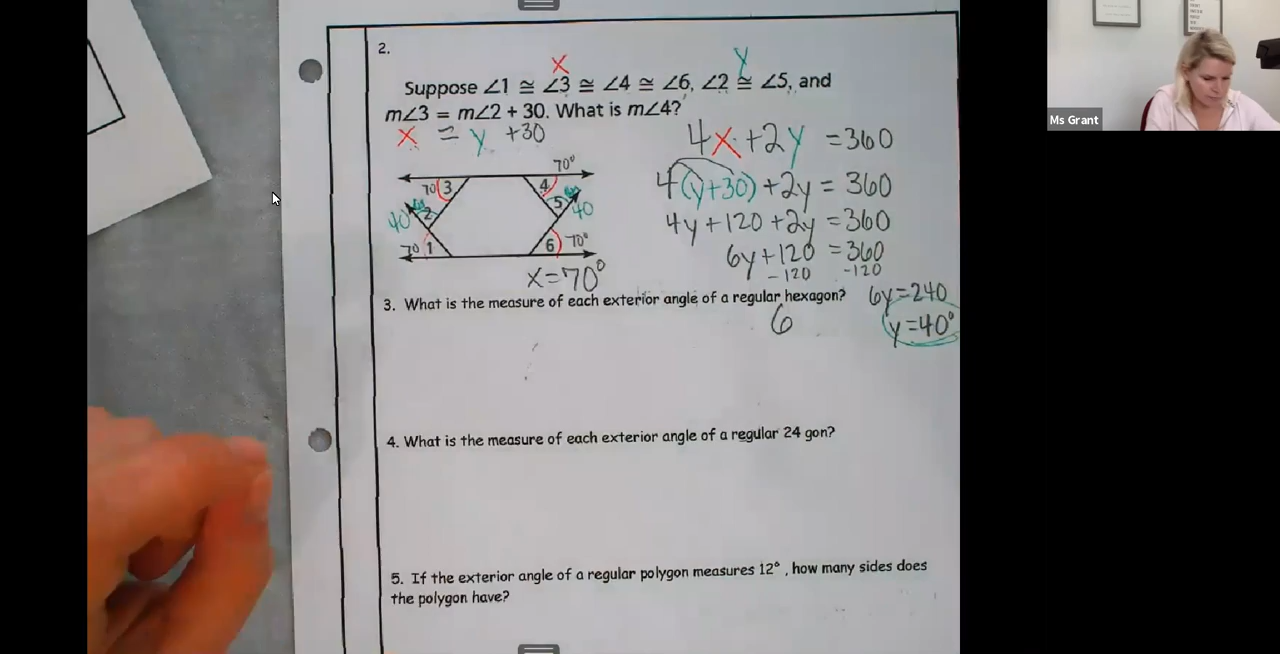 2.
x
y
Suppose ∠1 ≅ ∠3 ≅ ∠4 ≅ ∠6, ∠2 ≅ ∠5, and
m∠3 = m∠2 + 30. What is m∠4?
x = y +30
4x+2y =360
4(y+30)+2y = 360
4y+120+2y =360
6y+120 =360
-120 -120
6y=240
y=40°
70°
70 3
4
40 2
5 40
70 1
6 70°
x=70°
3. What is the measure of each exterior angle of a regular hexagon?
6
4. What is the measure of each exterior angle of a regular 24 gon?
5. If the exterior angle of a regular polygon measures 12° , how many sides does
the polygon have?
Ms Grant